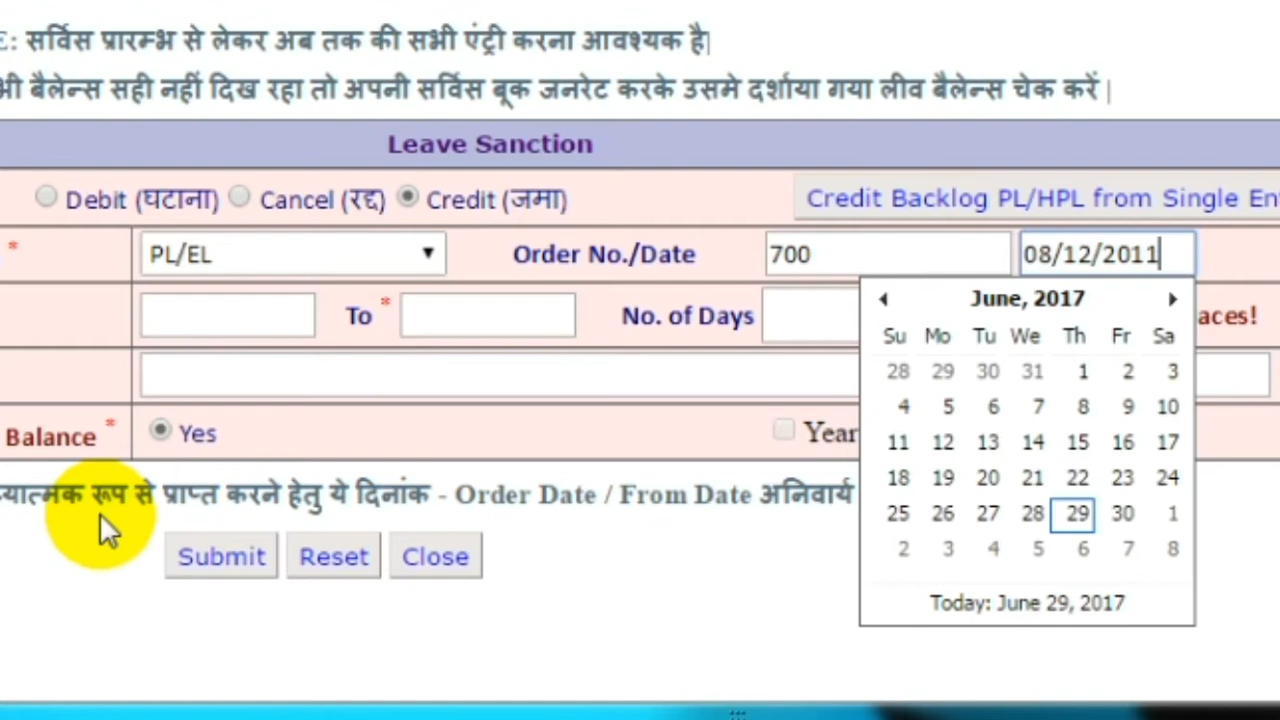 : सर्विस प्रारम्भ से लेकर अब तक की सभी एंट्री करना आवश्यक है|
बैलेन्स सही नहीं दिख रहा तो अपनी सर्विस बूक जनरेट करके उसमे दर्शाया गया लीव बैलेन्स चेक करें |
Leave Sanction
Debit (घटाना) Cancel (रद्द) Credit (जमा) Credit Backlog PL/HPL from Single
* PL/EL Order No./Date 700 08/12/2011
To * No. of Days
Balance * Yes Year
रूप से प्राप्त करने हेतु ये दिनांक - Order Date / From Date अनिवार्य
Submit Reset Close
June, 2017
Su Mo Tu We Th Fr Sa
28 29 30 31 1 2 3
4 5 6 7 8 9 10
11 12 13 14 15 16 17
18 19 20 21 22 23 24
25 26 27 28 29 30 1
2 3 4 5 6 7 8
Today: June 29, 2017